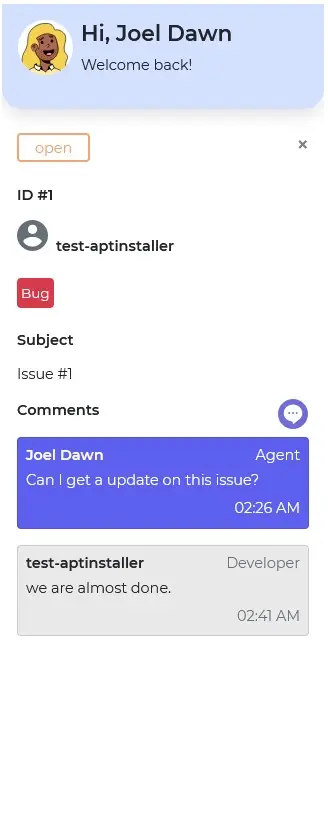 Hi, Joel Dawn
Welcome back!
open
×
ID #1
test-aptinstaller
Bug
Subject
Issue #1
Comments
Joel Dawn Agent
Can I get a update on this issue?
02:26 AM
test-aptinstaller Developer
we are almost done.
02:41 AM